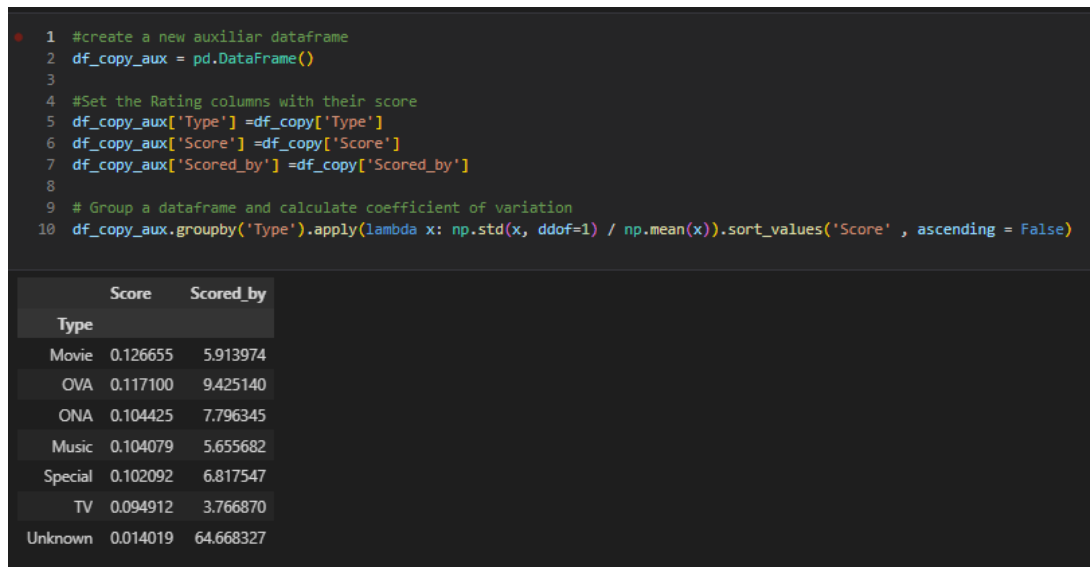 1 #create a new auxiliar dataframe
2 df_copy_aux = pd.DataFrame()
3
4 #Set the Rating columns with their score
5 df_copy_aux['Type'] =df_copy['Type']
6 df_copy_aux['Score'] =df_copy['Score']
7 df_copy_aux['Scored_by'] =df_copy['Scored_by']
8
9 # Group a dataframe and calculate coefficient of variation
10 df_copy_aux.groupby('Type').apply(lambda x: np.std(x, ddof=1) / np.mean(x)).sort_values('Score' , ascending = False)
Score Scored_by
Type
Movie 0.126655 5.913974
OVA 0.117100 9.425140
ONA 0.104425 7.796345
Music 0.104079 5.655682
Special 0.102092 6.817547
TV 0.094912 3.766870
Unknown 0.014019 64.668327